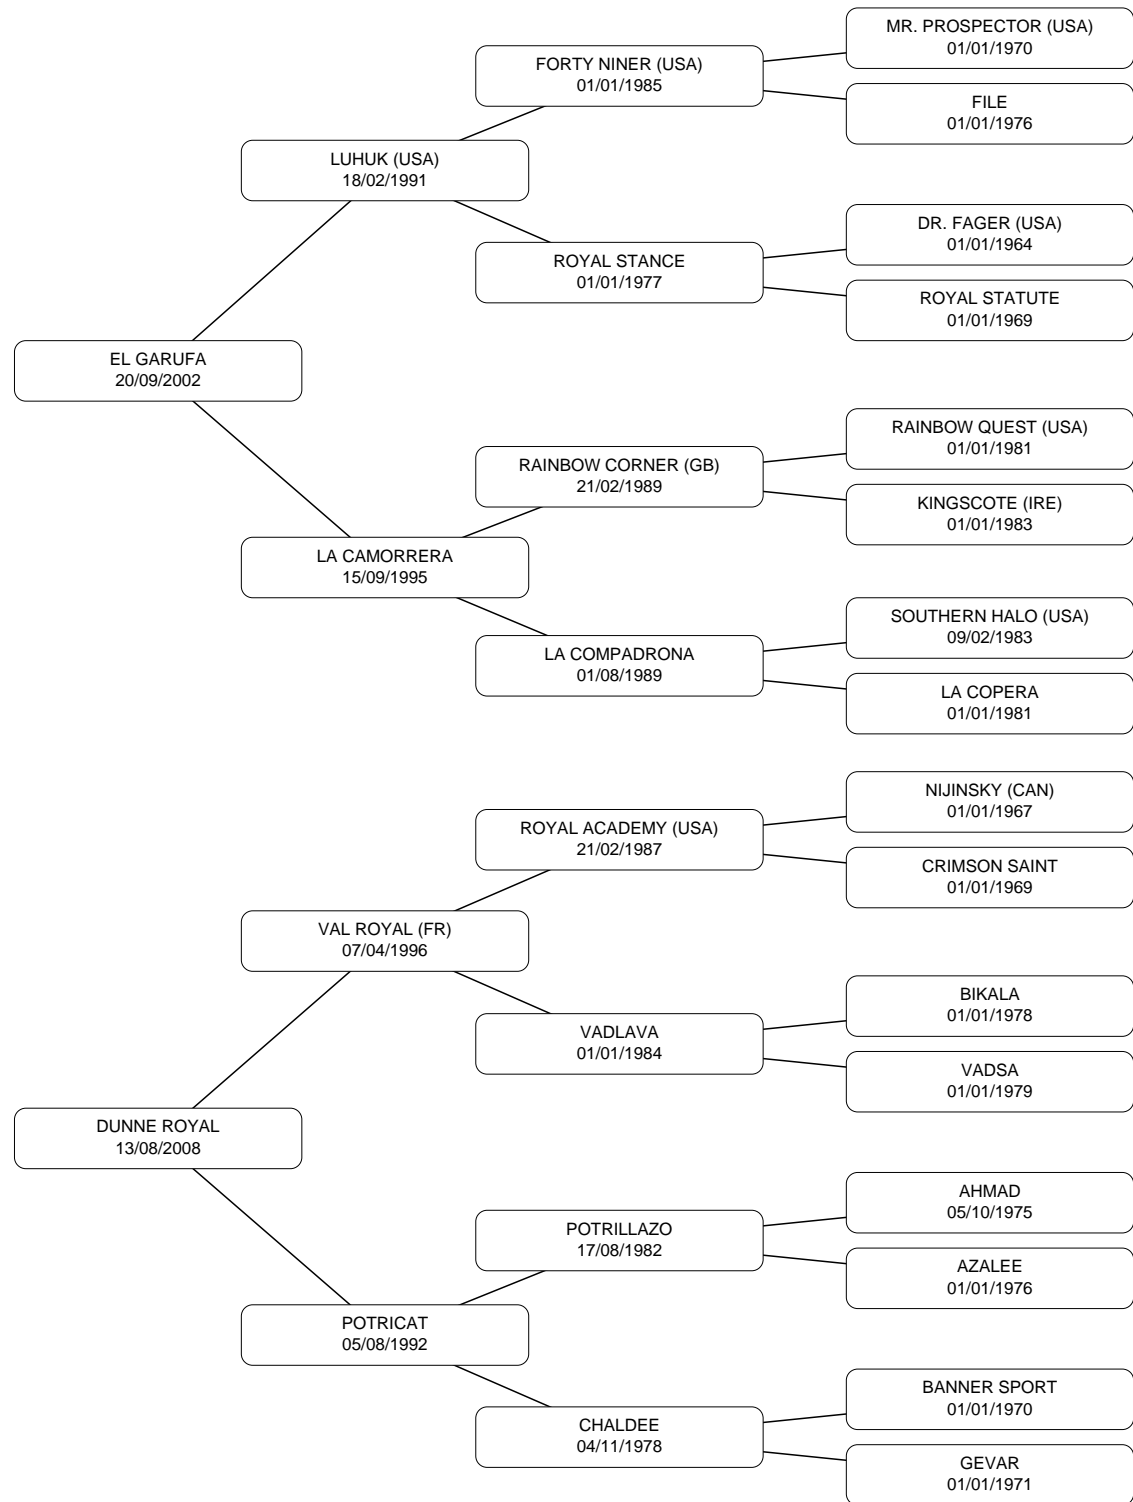 MR. PROSPECTOR (USA)
01/01/1970
FORTY NINER (USA)
01/01/1985
FILE
01/01/1976
LUHUK (USA)
18/02/1991
DR. FAGER (USA)
01/01/1964
ROYAL STANCE
01/01/1977
ROYAL STATUTE
01/01/1969
EL GARUFA
20/09/2002
RAINBOW QUEST (USA)
01/01/1981
RAINBOW CORNER (GB)
21/02/1989
KINGSCOTE (IRE)
01/01/1983
LA CAMORRERA
15/09/1995
SOUTHERN HALO (USA)
09/02/1983
LA COMPADRONA
01/08/1989
LA COPERA
01/01/1981
NIJINSKY (CAN)
01/01/1967
ROYAL ACADEMY (USA)
21/02/1987
CRIMSON SAINT
01/01/1969
VAL ROYAL (FR)
07/04/1996
BIKALA
01/01/1978
VADLAVA
01/01/1984
VADSA
01/01/1979
DUNNE ROYAL
13/08/2008
AHMAD
05/10/1975
POTRILLAZO
17/08/1982
AZALEE
01/01/1976
POTRICAT
05/08/1992
BANNER SPORT
01/01/1970
CHALDEE
04/11/1978
GEVAR
01/01/1971